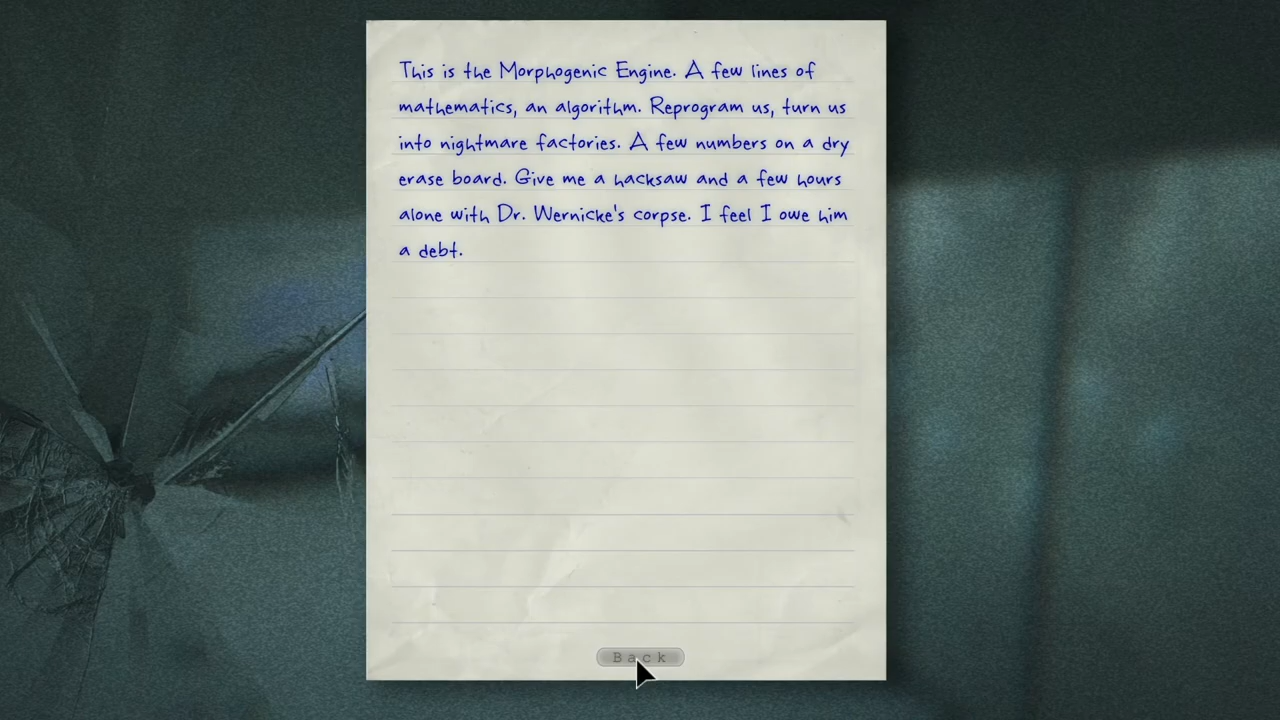 This is the Morphogenic Engine. A few lines of
mathematics, an algorithm. Reprogram us, turn us
into nightmare factories. A few numbers on a dry
erase board. Give me a hacksaw and a few hours
alone with Dr. Wernicke's corpse. I feel I owe him
a debt.
Back